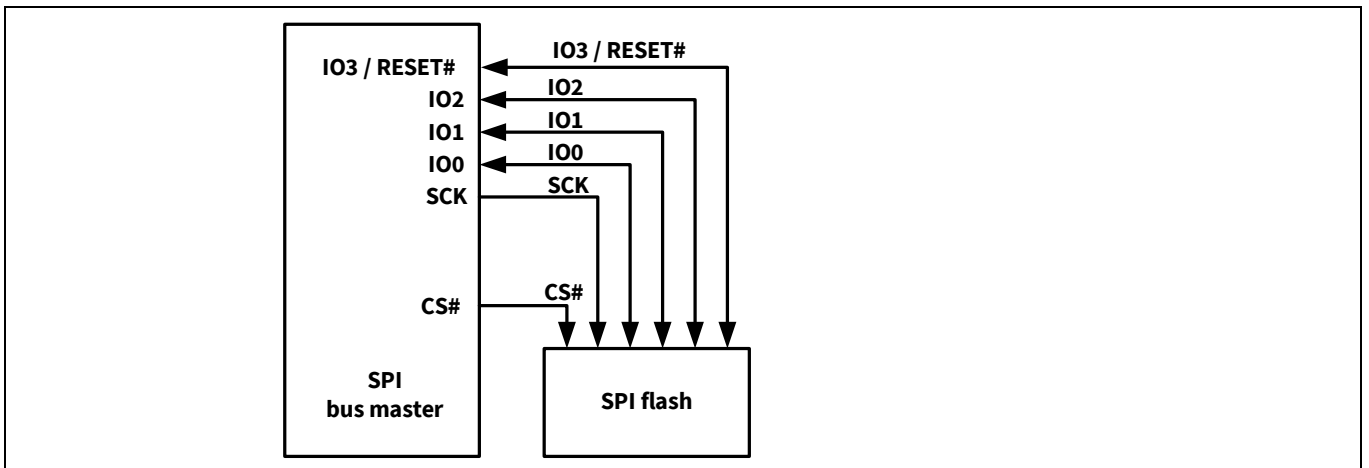 IO3 / RESET#
IO3 / RESET#
IO2
IO2
IO1
IO1
IO0
IO0
SCK
SCK
CS#
CS#
SPI
bus master
SPI flash